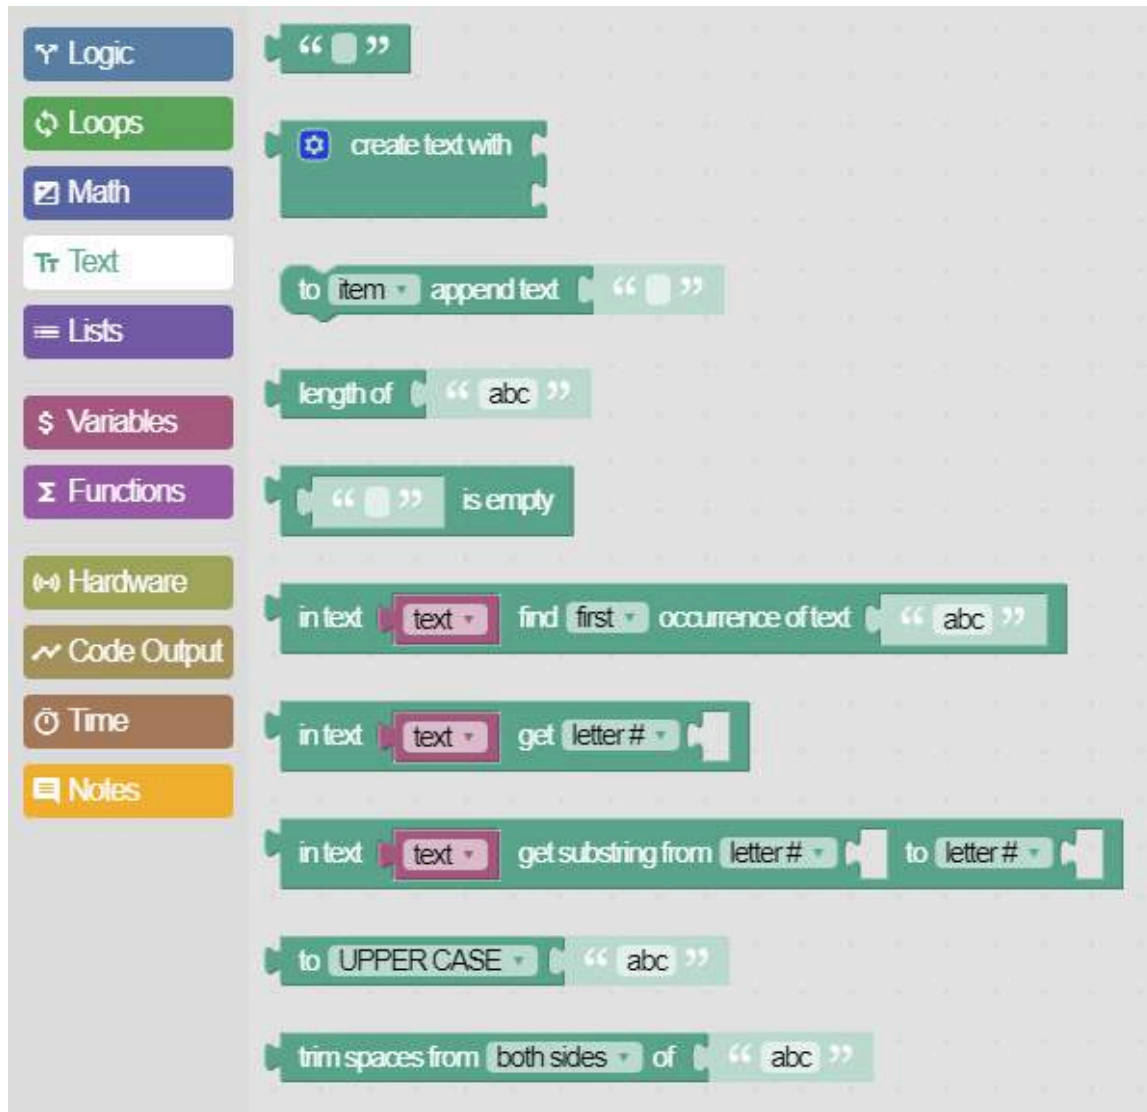 Logic
Loops
Math
Tт Text
Lists
$ Variables
Σ Functions
Hardware
Code Output
Time
Notes
“ ”
create text with
to item append text “ ”
length of “ abc ”
“ ” is empty
in text text find first occurrence of text “ abc ”
in text text get letter #
in text text get substring from letter # to letter #
to UPPER CASE “ abc ”
trim spaces from both sides of “ abc ”